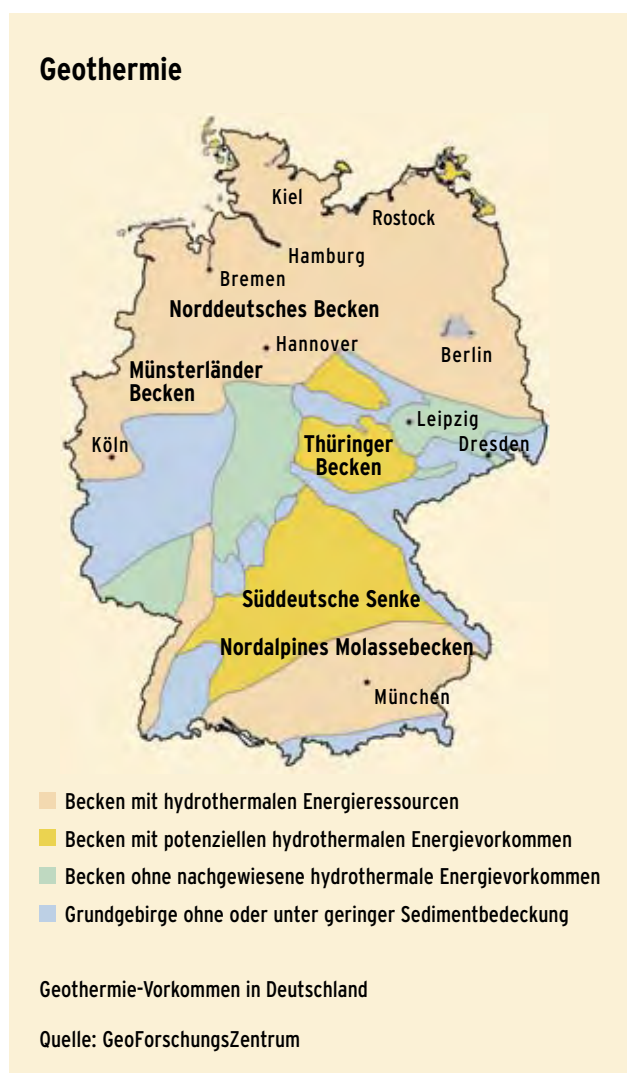 Geothermie
Kiel
Rostock
Hamburg
Bremen
Norddeutsches Becken
Hannover
Berlin
Münsterländer
Becken
Leipzig
Köln
Thüringer
Becken
Dresden
Süddeutsche Senke
Nordalpines Molassebecken
München
Becken mit hydrothermalen Energieressourcen
Becken mit potenziellen hydrothermalen Energievorkommen
Becken ohne nachgewiesene hydrothermale Energievorkommen
Grundgebirge ohne oder unter geringer Sedimentbedeckung
Geothermie-Vorkommen in Deutschland
Quelle: GeoForschungsZentrum